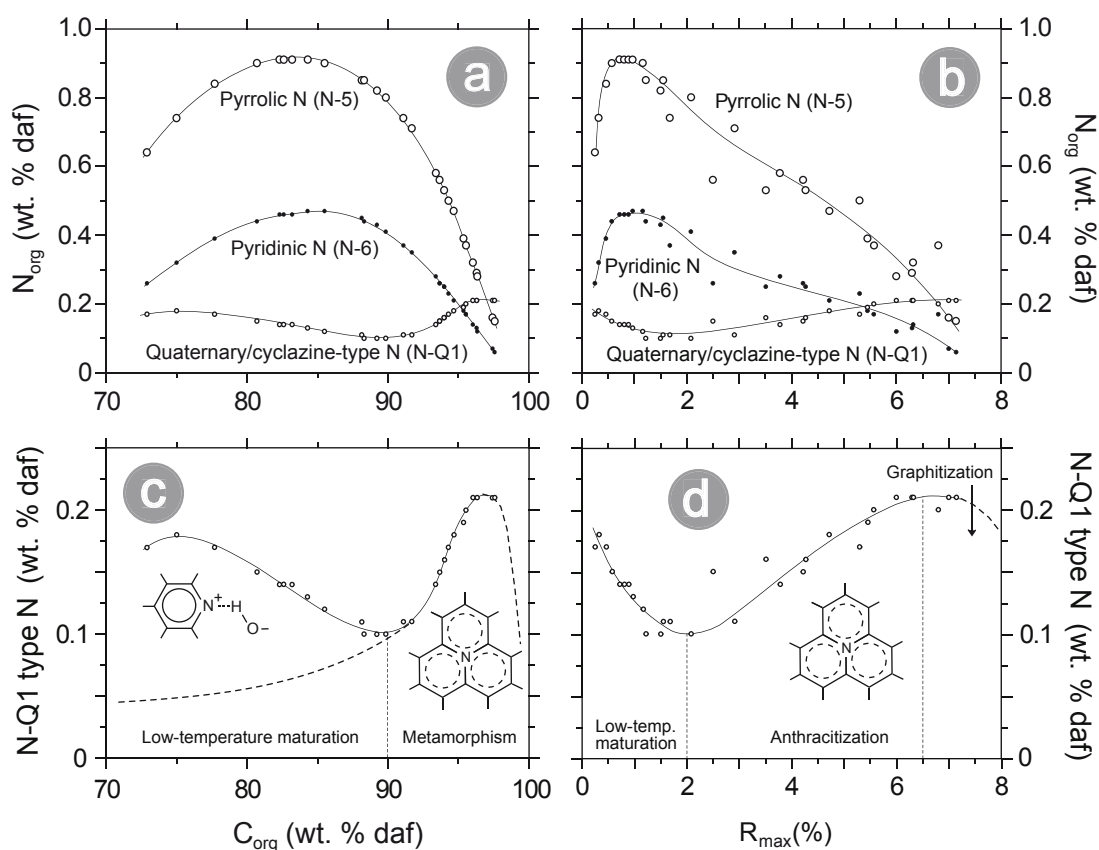 1.0
0.8
0.6
0.4
0.2
0
N_org (wt. % daf)
a
Pyrrolic N (N-5)
Pyridinic N (N-6)
Quaternary/cyclazine-type N (N-Q1)
70
80
90
100
b
Pyrrolic N (N-5)
Pyridinic N
(N-6)
Quaternary/cyclazine-type N (N-Q1)
0
2
4
6
8
1.0
0.8
0.6
0.4
0.2
0
N_org (wt. % daf)
c
N-Q1 type N (wt. % daf)
0.2
0.1
0
N
+
H
O
–
N
Low-temperature maturation
Metamorphism
70
80
90
100
C_org (wt. % daf)
d
Graphitization
N
Low-temp.
maturation
Anthracitization
0
2
4
6
8
R_max(%)
0.2
0.1
0
N-Q1 type N (wt. % daf)